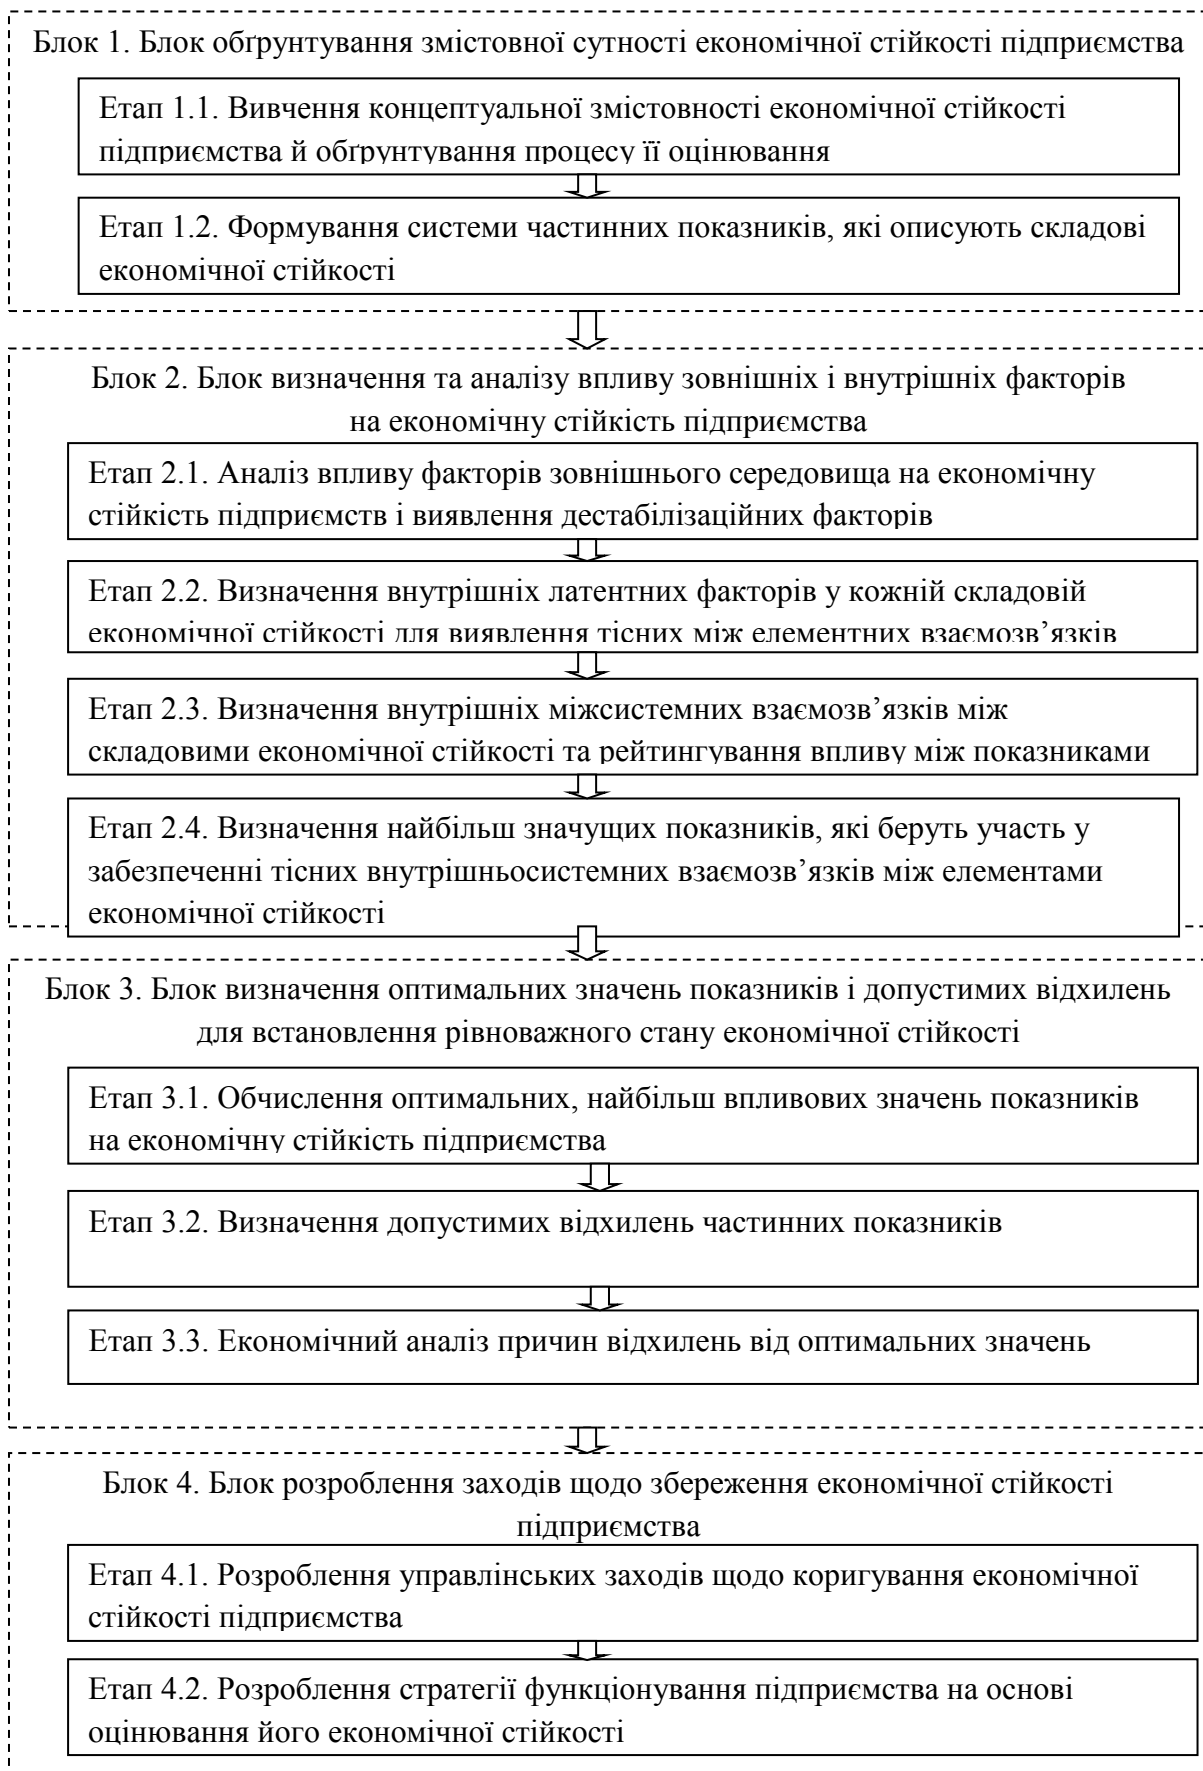 Блок 1. Блок обґрунтування змістовної сутності економічної стійкості підприємства
Етап 1.1. Вивчення концептуальної змістовності економічної стійкості
підприємства й обґрунтування процесу її оцінювання
Етап 1.2. Формування системи частинних показників, які описують складові
економічної стійкості
Блок 2. Блок визначення та аналізу впливу зовнішніх і внутрішніх факторів
на економічну стійкість підприємства
Етап 2.1. Аналіз впливу факторів зовнішнього середовища на економічну
стійкість підприємств і виявлення дестабілізаційних факторів
Етап 2.2. Визначення внутрішніх латентних факторів у кожній складовій
економічної стійкості для виявлення тісних між елементних взаємозв’язків
Етап 2.3. Визначення внутрішніх міжсистемних взаємозв’язків між
складовими економічної стійкості та рейтингування впливу між показниками
Етап 2.4. Визначення найбільш значущих показників, які беруть участь у
забезпеченні тісних внутрішньосистемних взаємозв’язків між елементами
економічної стійкості
Блок 3. Блок визначення оптимальних значень показників і допустимих відхилень
для встановлення рівноважного стану економічної стійкості
Етап 3.1. Обчислення оптимальних, найбільш впливових значень показників
на економічну стійкість підприємства
Етап 3.2. Визначення допустимих відхилень частинних показників
Етап 3.3. Економічний аналіз причин відхилень від оптимальних значень
Блок 4. Блок розроблення заходів щодо збереження економічної стійкості
підприємства
Етап 4.1. Розроблення управлінських заходів щодо коригування економічної
стійкості підприємства
Етап 4.2. Розроблення стратегії функціонування підприємства на основі
оцінювання його економічної стійкості